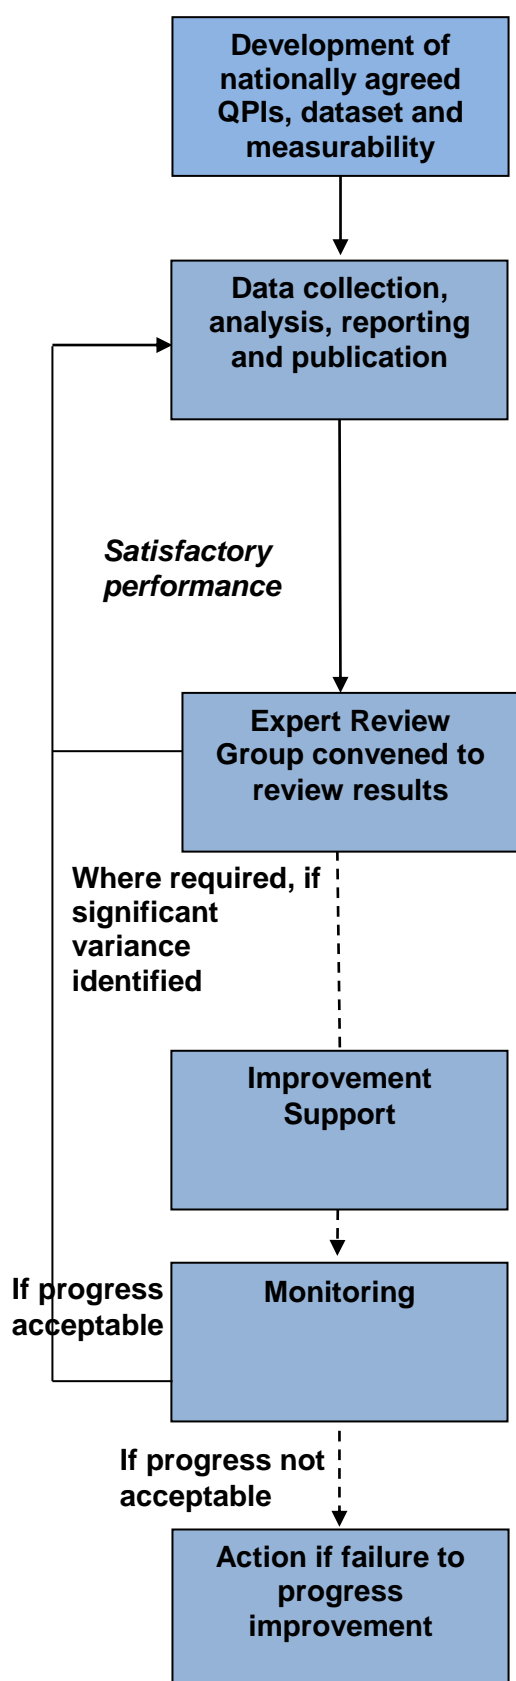 Development of
nationally agreed
QPIs, dataset and
measurability
Data collection,
analysis, reporting
and publication
Satisfactory
performance
Expert Review
Group convened to
review results
Where required, if
significant
variance
identified
Improvement
Support
Monitoring
If progress
acceptable
If progress not
acceptable
Action if failure to
progress
improvement